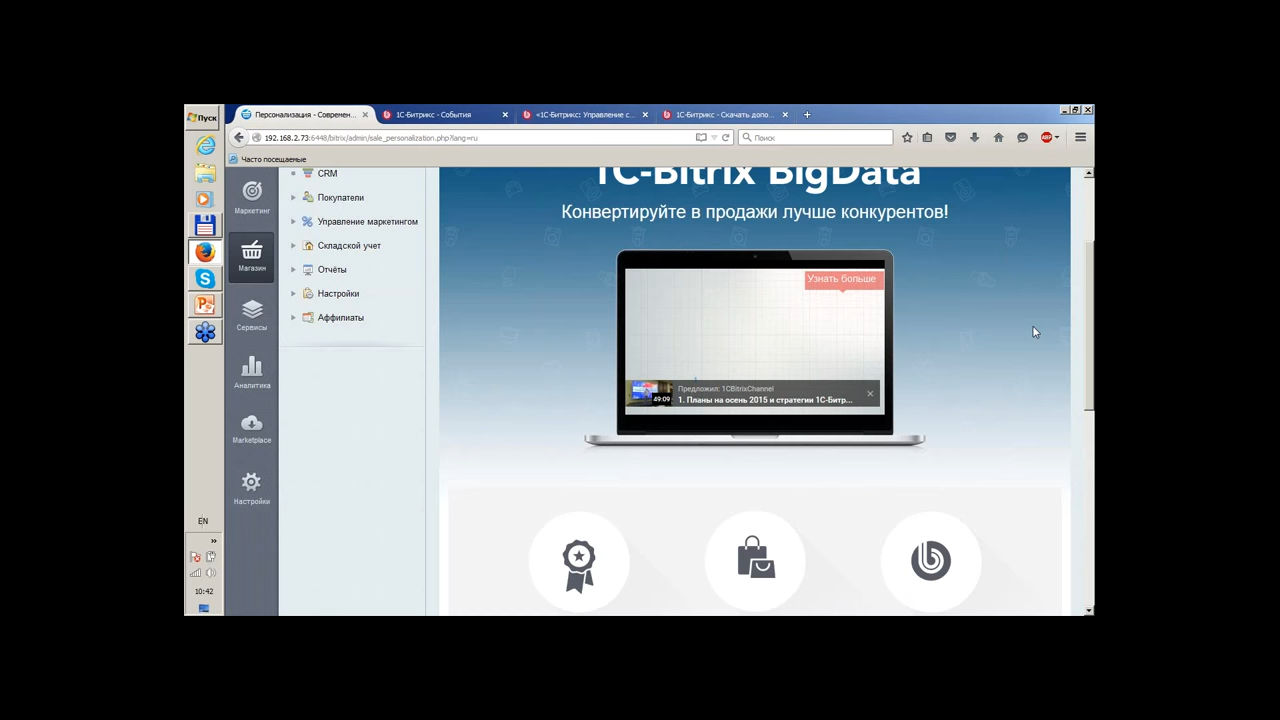 Пуск
Персонализация - Современ...
1С-Битрикс - События
«1С-Битрикс: Управление с...
1С-Битрикс - Скачать допо...
192.168.2.73:6448/bitrix/admin/sale_personalization.php?lang=ru
Поиск
ABP
Часто посещаемые
Маркетинг
Магазин
Сервисы
Аналитика
Marketplace
Настройки
CRM
Покупатели
Управление маркетингом
Складской учет
Отчёты
Настройки
Аффилиаты
1C-Bitrix BigData
Конвертируйте в продажи лучше конкурентов!
Узнать больше
Предложил: 1CBitrixChannel
49:09
1. Планы на осень 2015 и стратегии 1С-Битр...
EN
10:42